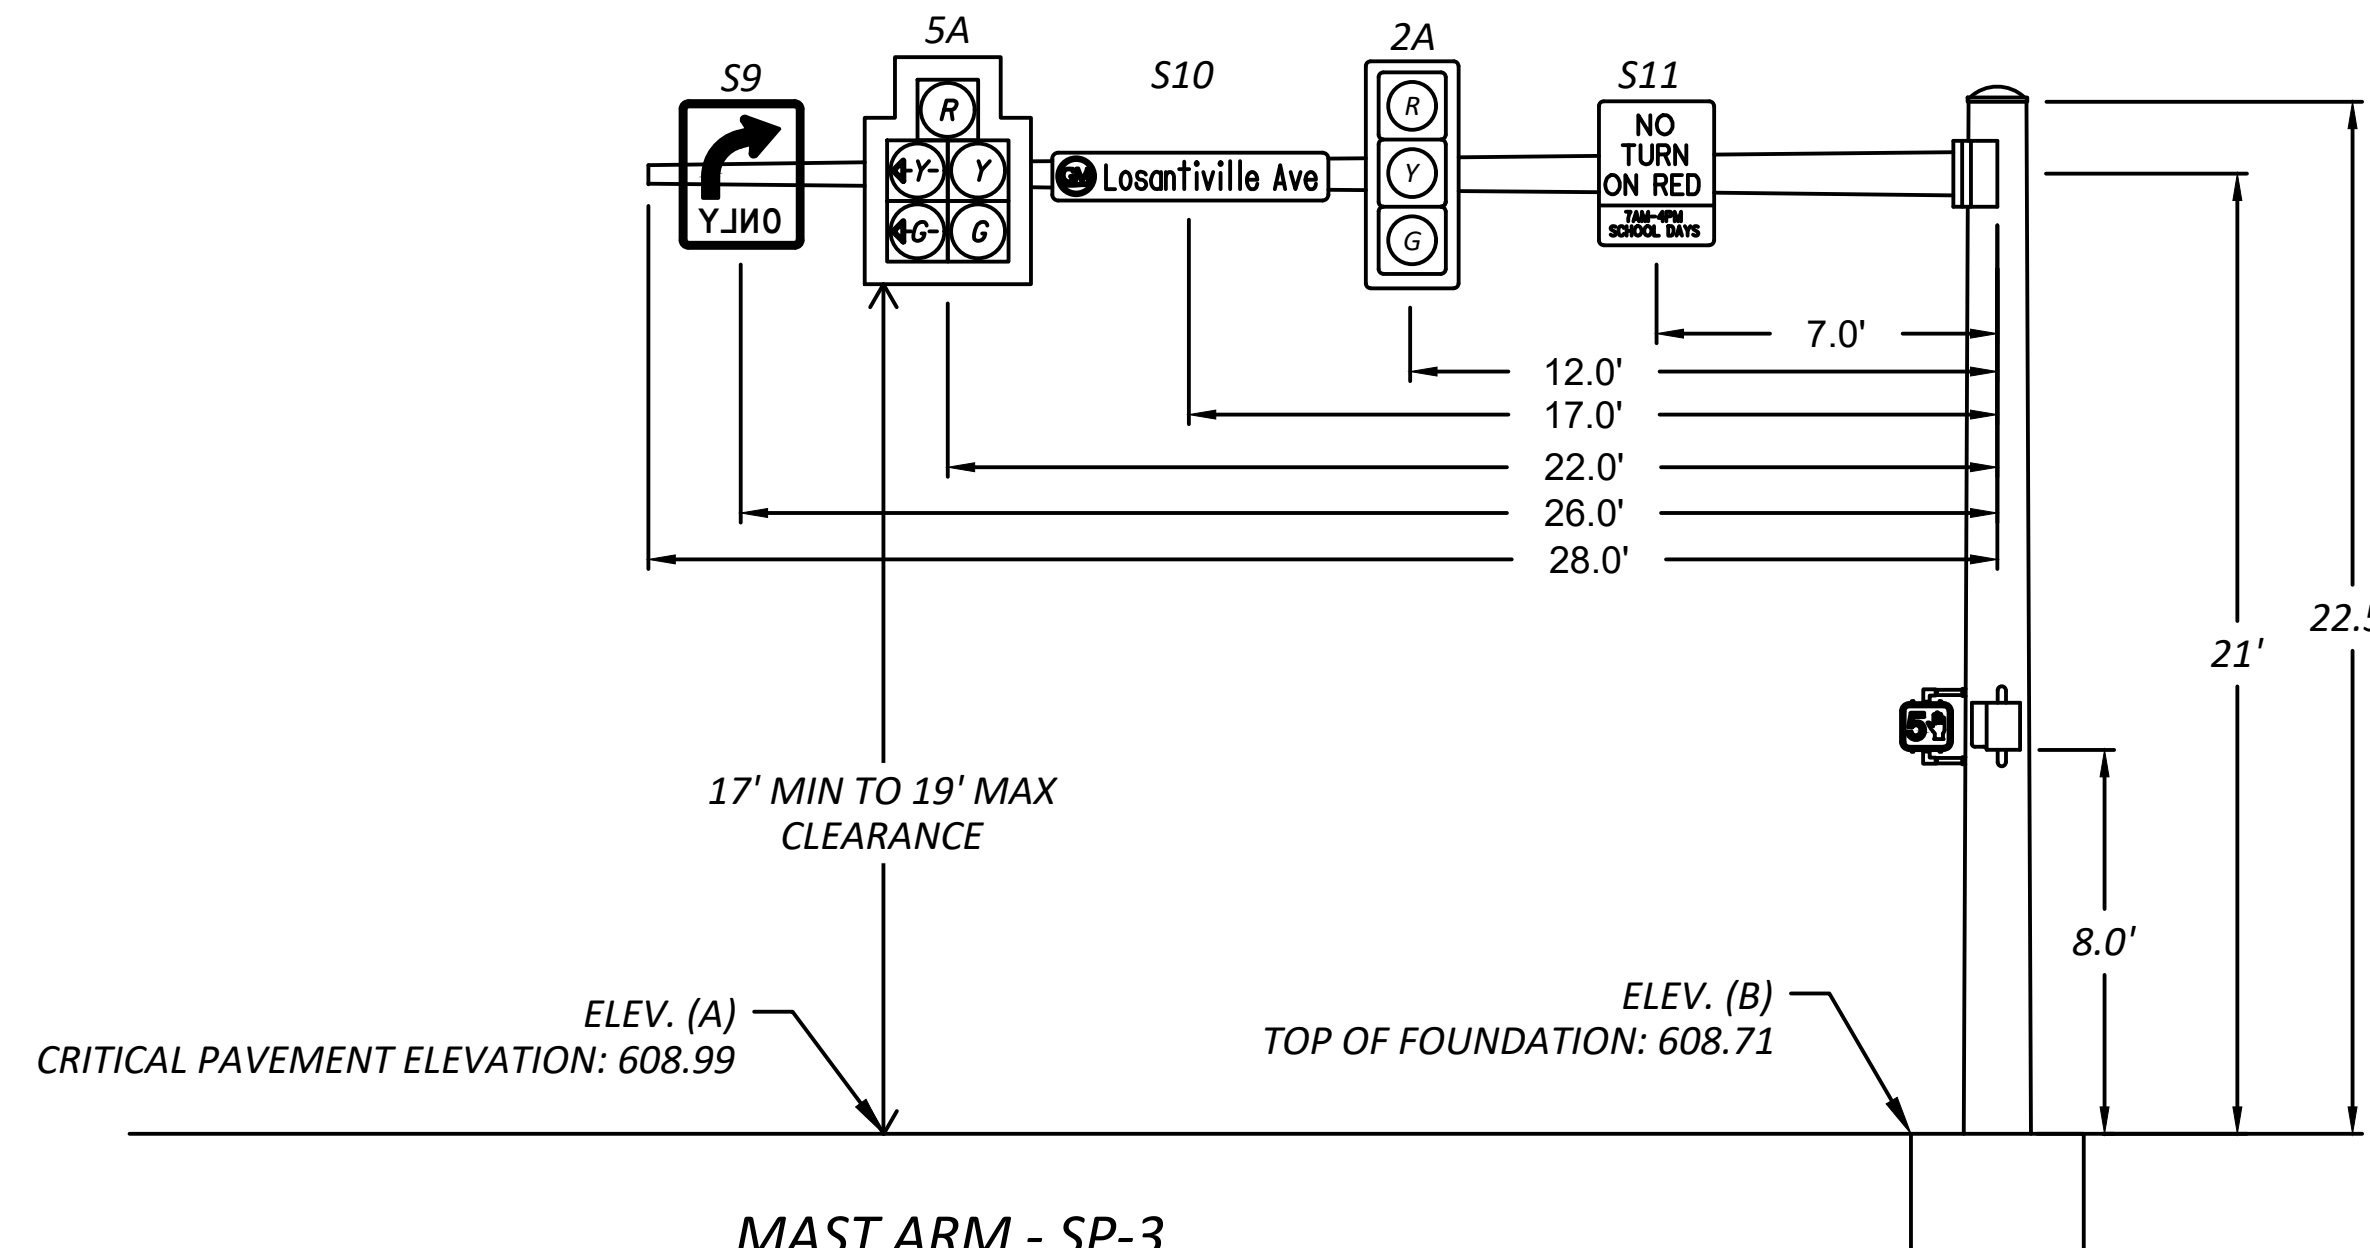 5A
2A
S9
S10
S11
R
Y
Y
G
G
GM Losantiville Ave
R
Y
G
NO
TURN
ON RED
7AM-4PM
SCHOOL DAYS
ONLY
7.0'
12.0'
17.0'
22.0'
26.0'
28.0'
22.5
21'
5
17' MIN TO 19' MAX
CLEARANCE
8.0'
ELEV. (A)
CRITICAL PAVEMENT ELEVATION: 608.99
ELEV. (B)
TOP OF FOUNDATION: 608.71
MAST ARM - SP-3